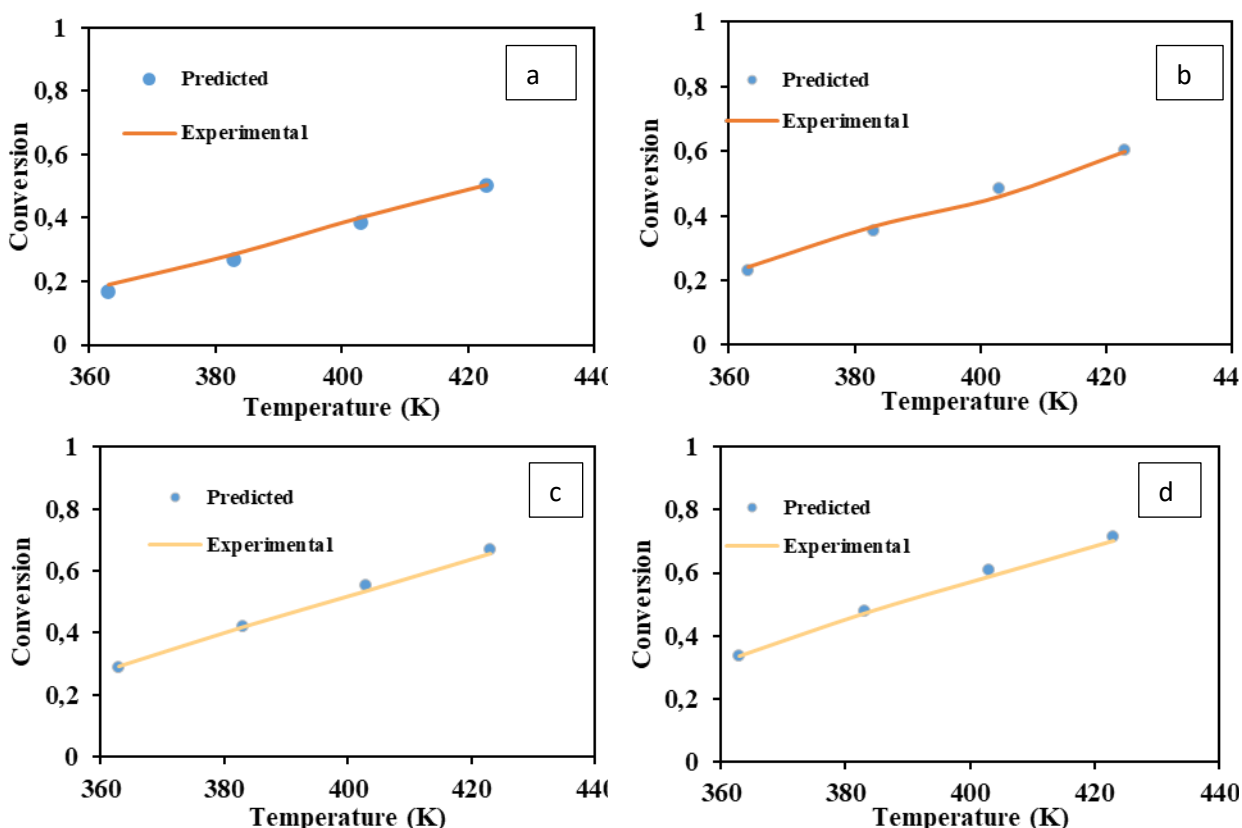 1
0,8
0,6
0,4
0,2
0
Conversion
Predicted
Experimental
a
360 380 400 420 440
Temperature (K)
1
0,8
0,6
0,4
0,2
0
Conversion
Predicted
Experimental
b
360 380 400 420 44
Temperature (K)
1
0,8
0,6
0,4
0,2
0
Conversion
Predicted
Experimental
c
360 380 400 420 440
Temperature (K)
1
0,8
0,6
0,4
0,2
0
Conversion
Predicted
Experimental
d
360 380 400 420 440
Temperature (K)